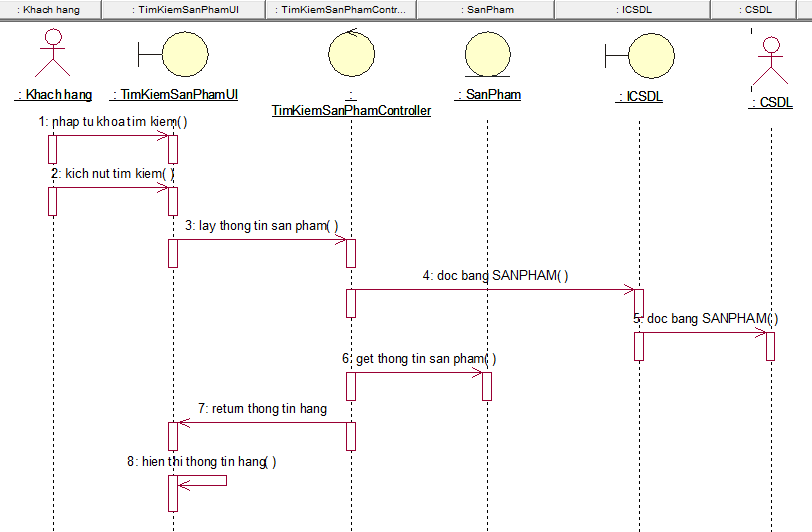 : Khach hang
: TimKiemSanPhamUI
: TimKiemSanPhamContr...
: SanPham
: ICSDL
: CSDL
: Khach hang
: TimKiemSanPhamUI
:
TimKiemSanPhamController
: SanPham
: ICSDL
: CSDL
1: nhap tu khoa tim kiem( )
2: kich nut tim kiem( )
3: lay thong tin san pham( )
4: doc bang SANPHAM( )
5: doc bang SANPHAM( )
6: get thong tin san pham( )
7: return thong tin hang
8: hien thi thong tin hang( )